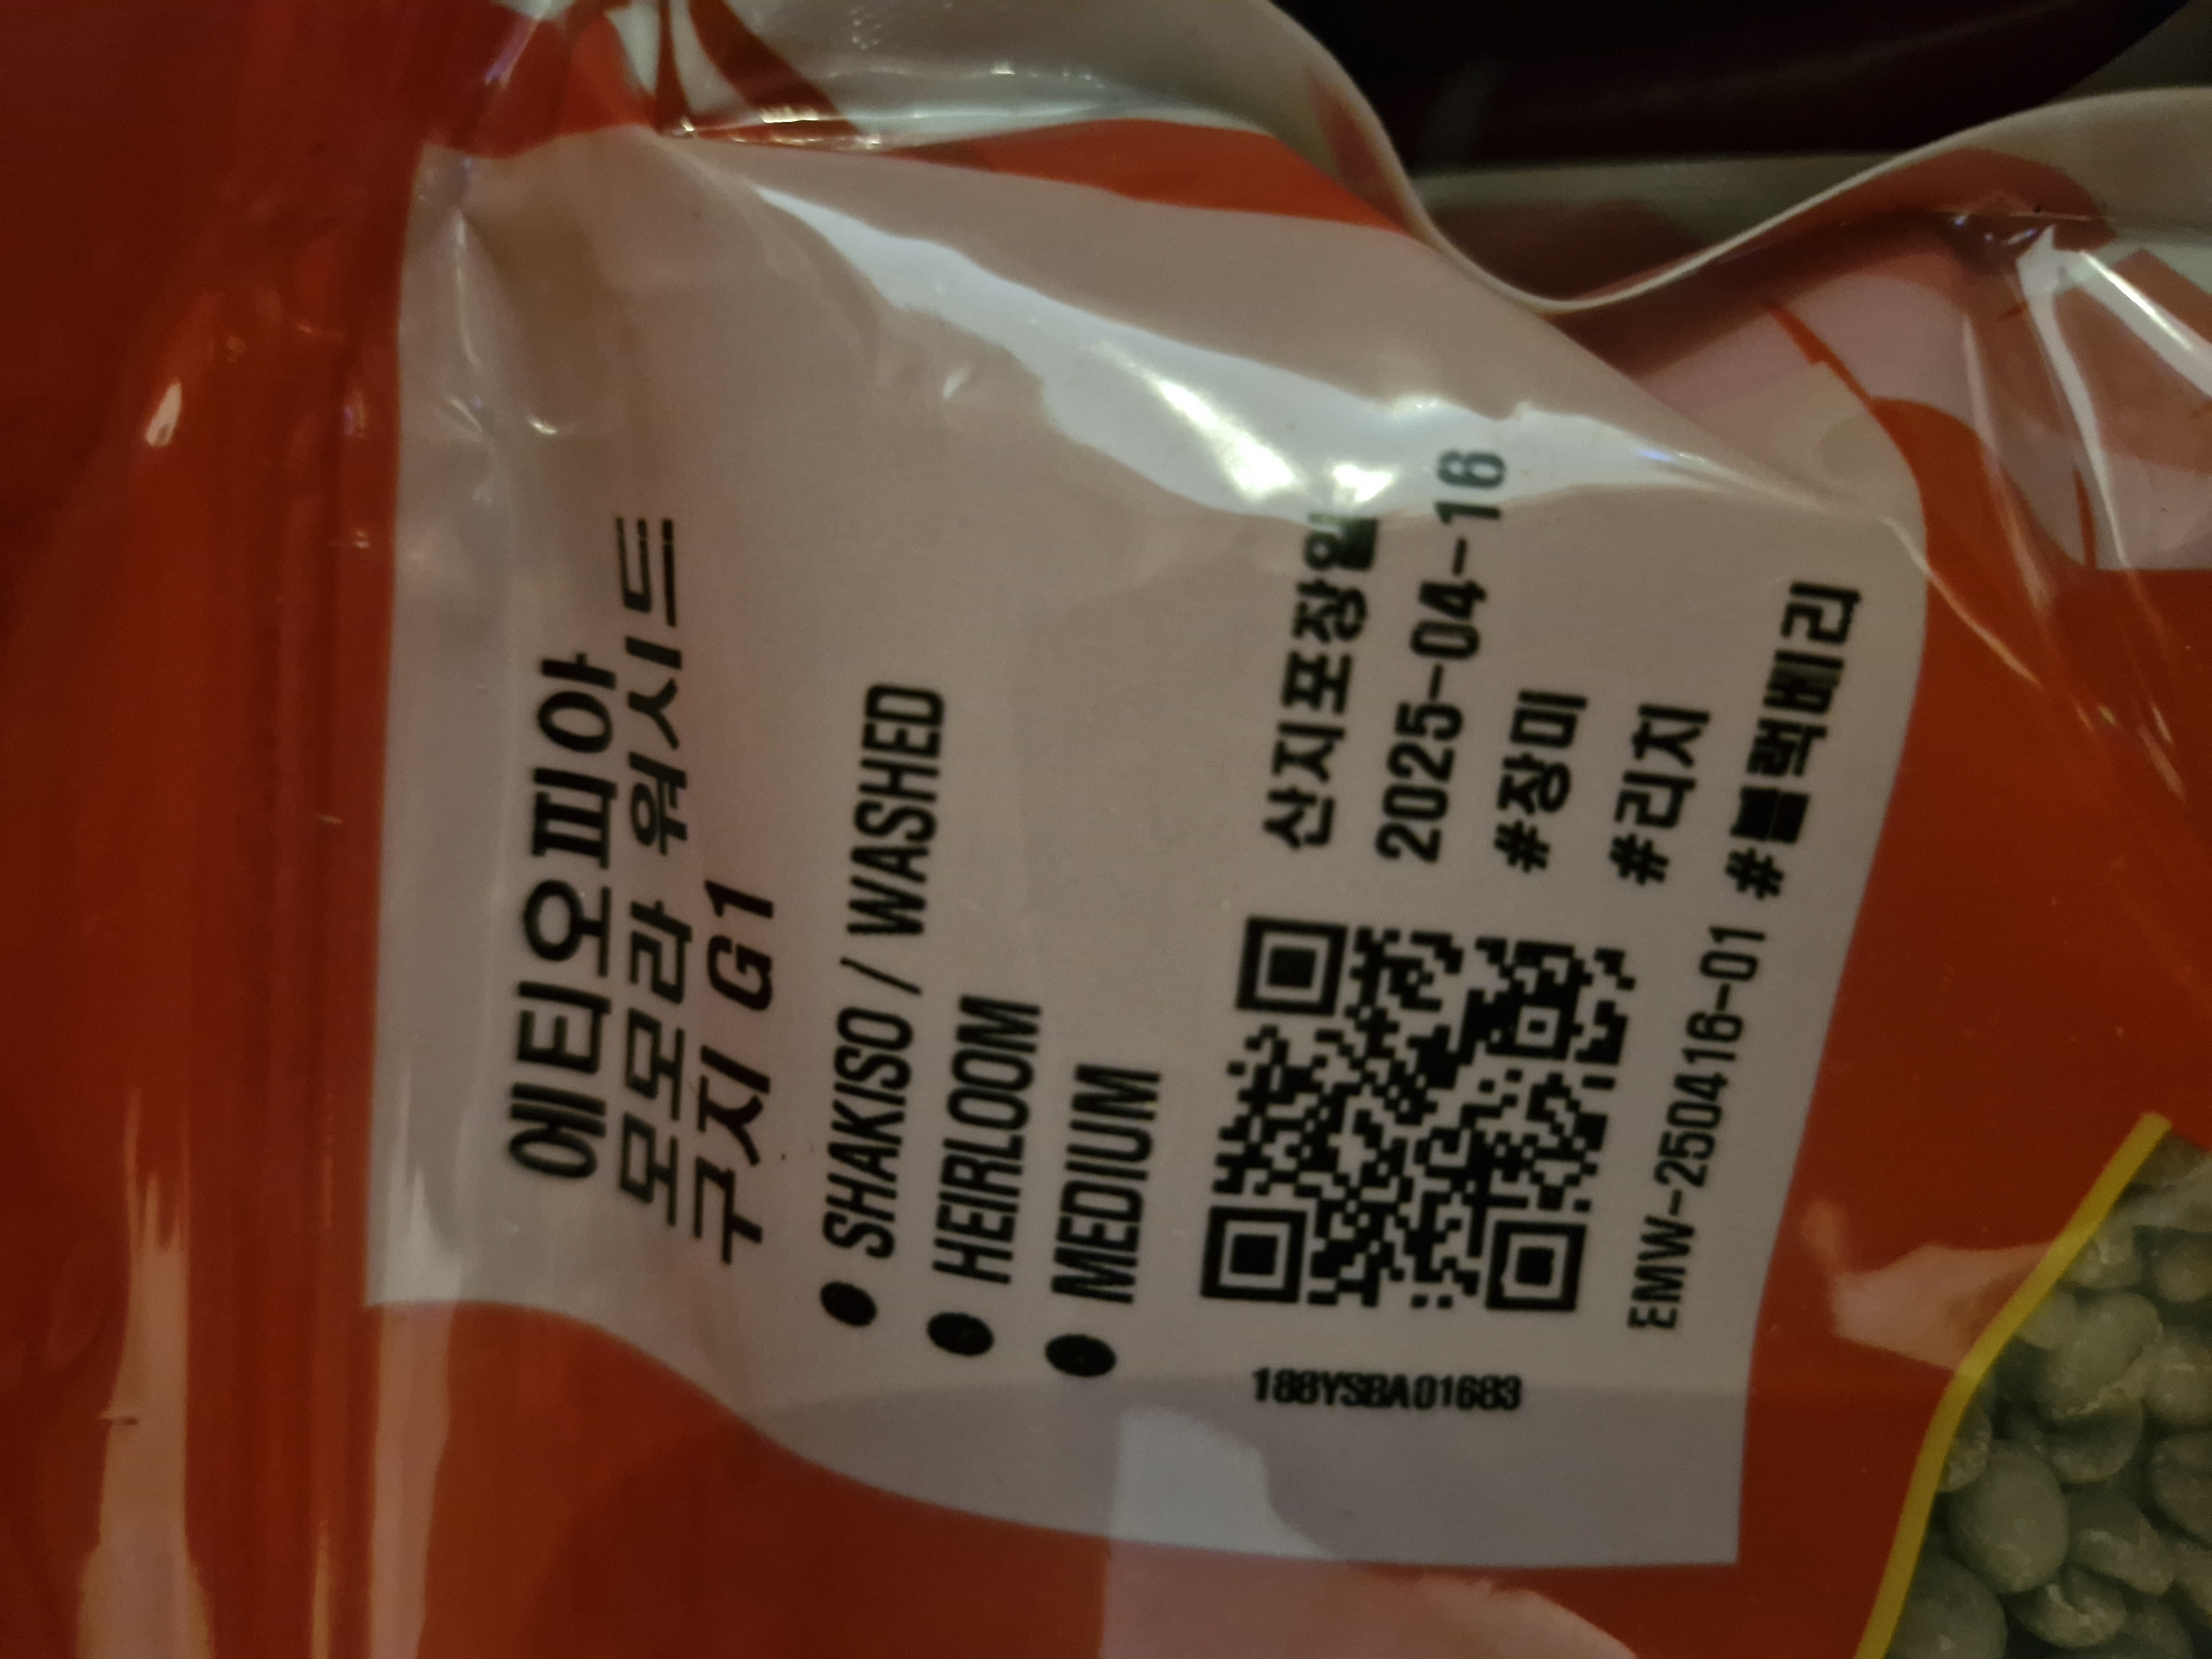 에티오피아
모모라 워시드
구지 G1
SHAKISO / WASHED
HEIRLOOM
MEDIUM
산지포장일
2025-04-16
#장미
#리치
#블랙베리
EMW-250416-01
188YSBA01683